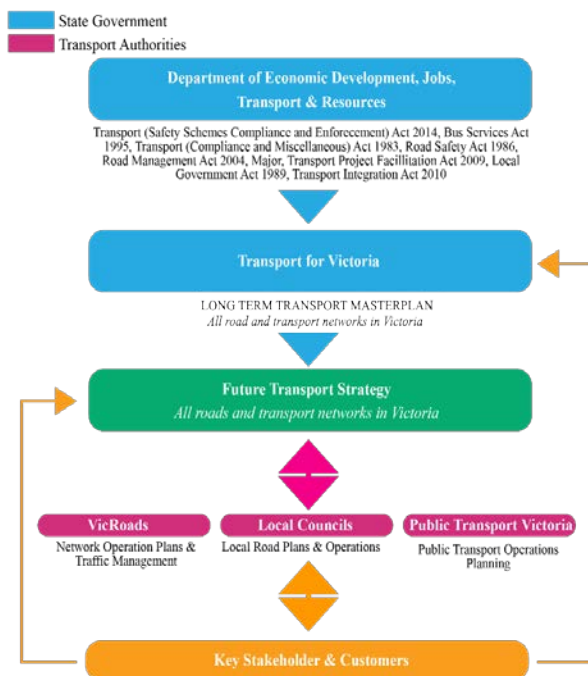 State Government
Transport Authorities
Department of Economic Development, Jobs,
Transport & Resources
Transport (Safety Schemes Compliance and Enforecement) Act 2014, Bus Services Act
1995, Transport (Compliance and Miscellaneous) Act 1983, Road Safety Act 1986,
Road Management Act 2004, Major, Transport Project Facillitation Act 2009, Local
Government Act 1989, Transport Integration Act 2010
Transport for Victoria
LONG TERM TRANSPORT MASTERPLAN
All road and transport networks in Victoria
Future Transport Strategy
All roads and transport networks in Victoria
VicRoads
Network Operation Plans &
Traffic Management
Local Councils
Local Road Plans & Operations
Public Transport Victoria
Public Transport Operations
Planning
Key Stakeholder & Customers